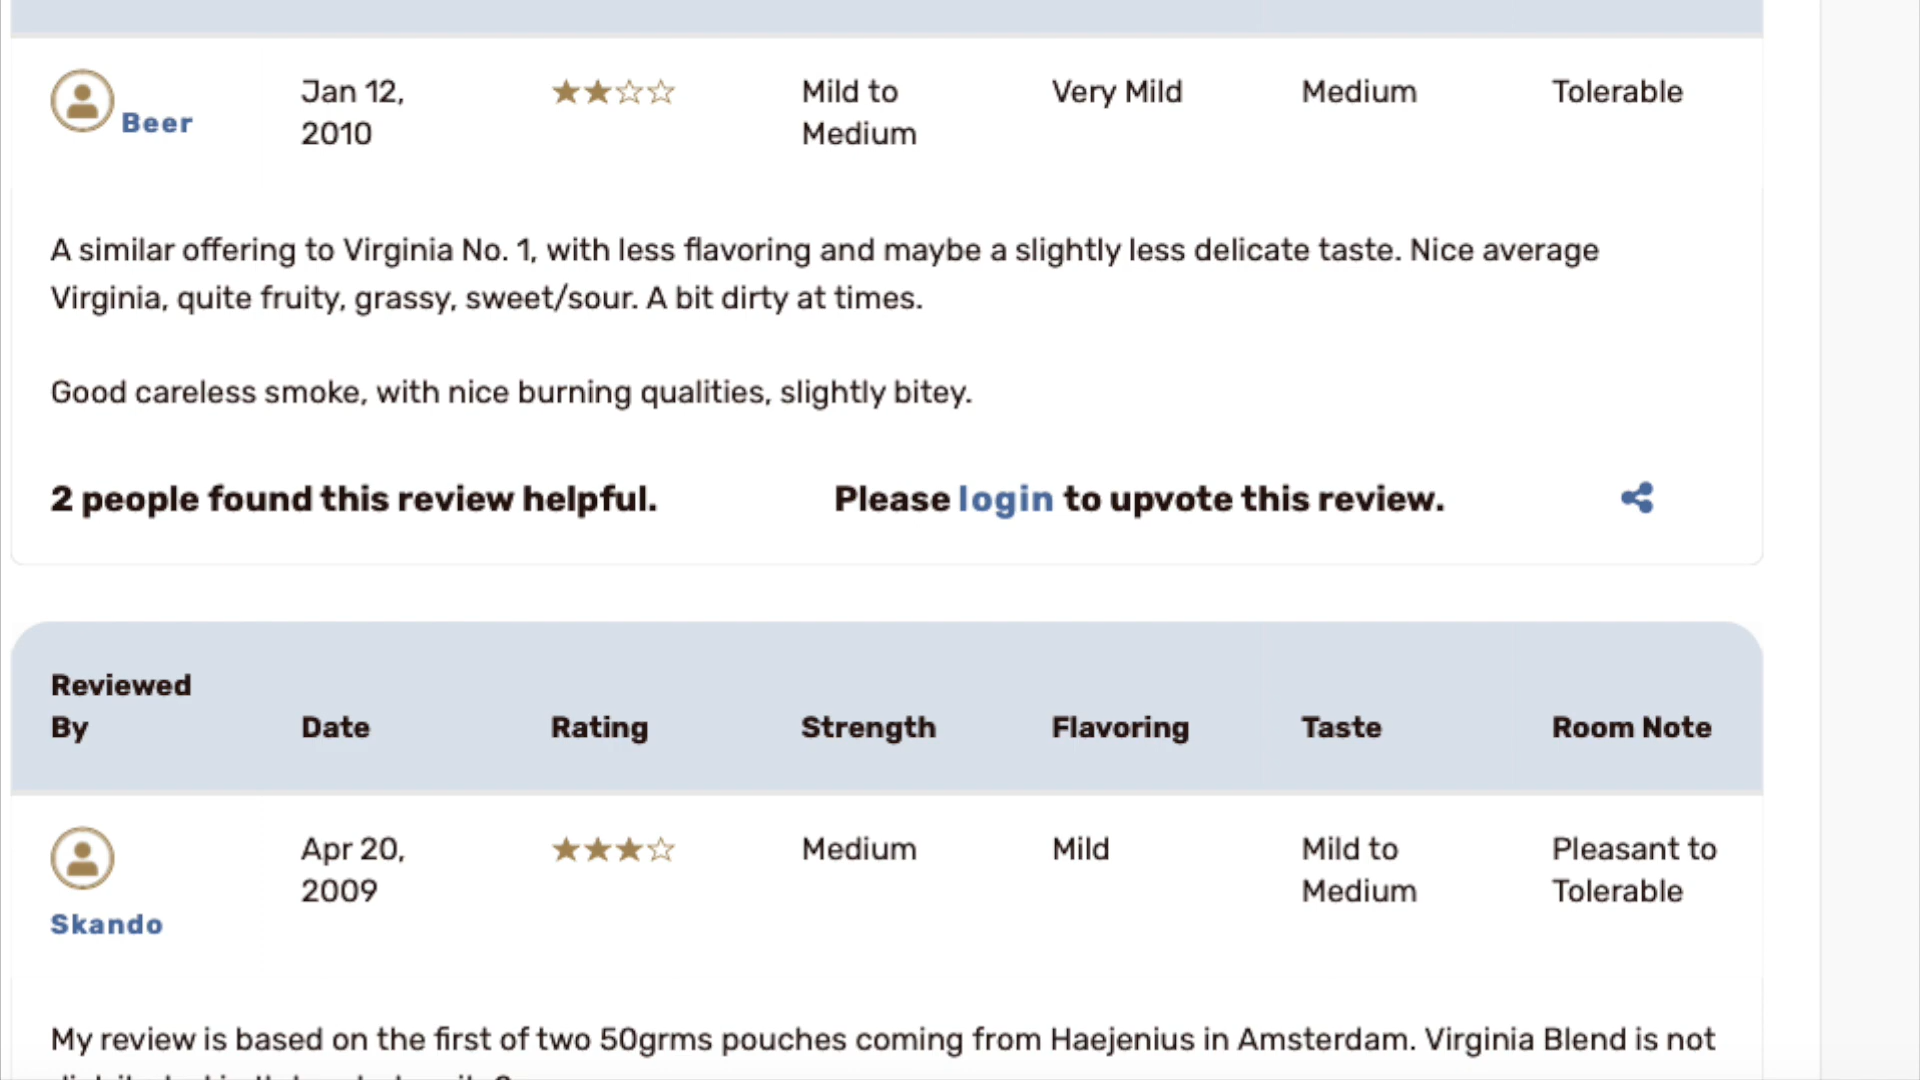 Beer
Jan 12,
2010
Mild to
Medium
Very Mild
Medium
Tolerable
A similar offering to Virginia No. 1, with less flavoring and maybe a slightly less delicate taste. Nice average
Virginia, quite fruity, grassy, sweet/sour. A bit dirty at times.
Good careless smoke, with nice burning qualities, slightly bitey.
2 people found this review helpful.
Please login to upvote this review.
Reviewed
By
Date
Rating
Strength
Flavoring
Taste
Room Note
Skando
Apr 20,
2009
Medium
Mild
Mild to
Medium
Pleasant to
Tolerable
My review is based on the first of two 50grms pouches coming from Haejenius in Amsterdam. Virginia Blend is not